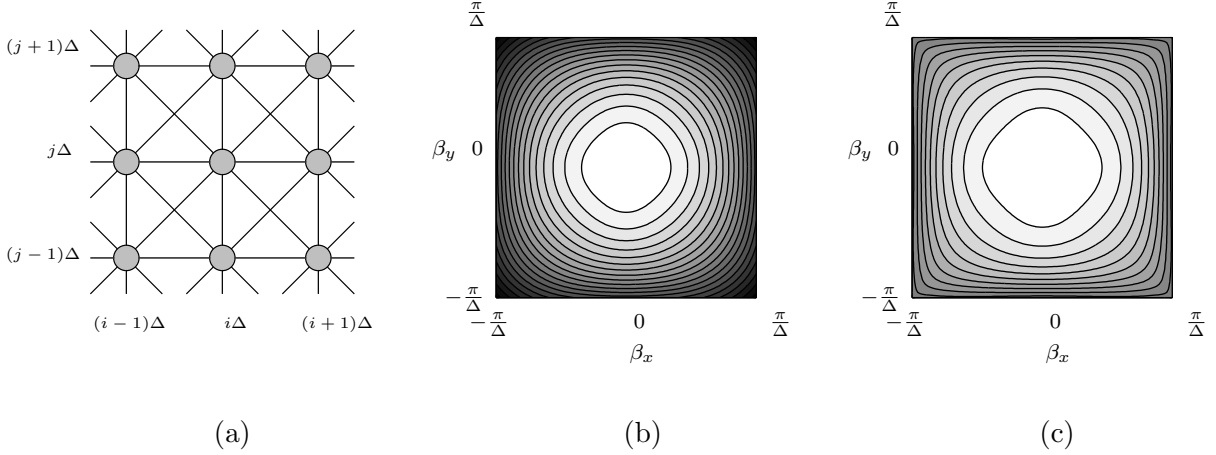 (j + 1)Δ
jΔ
(j − 1)Δ
(i − 1)Δ iΔ (i + 1)Δ
(a)
π/Δ
β_y 0
−π/Δ
−π/Δ 0 π/Δ
β_x
(b)
π/Δ
β_y 0
−π/Δ
−π/Δ 0 π/Δ
β_x
(c)